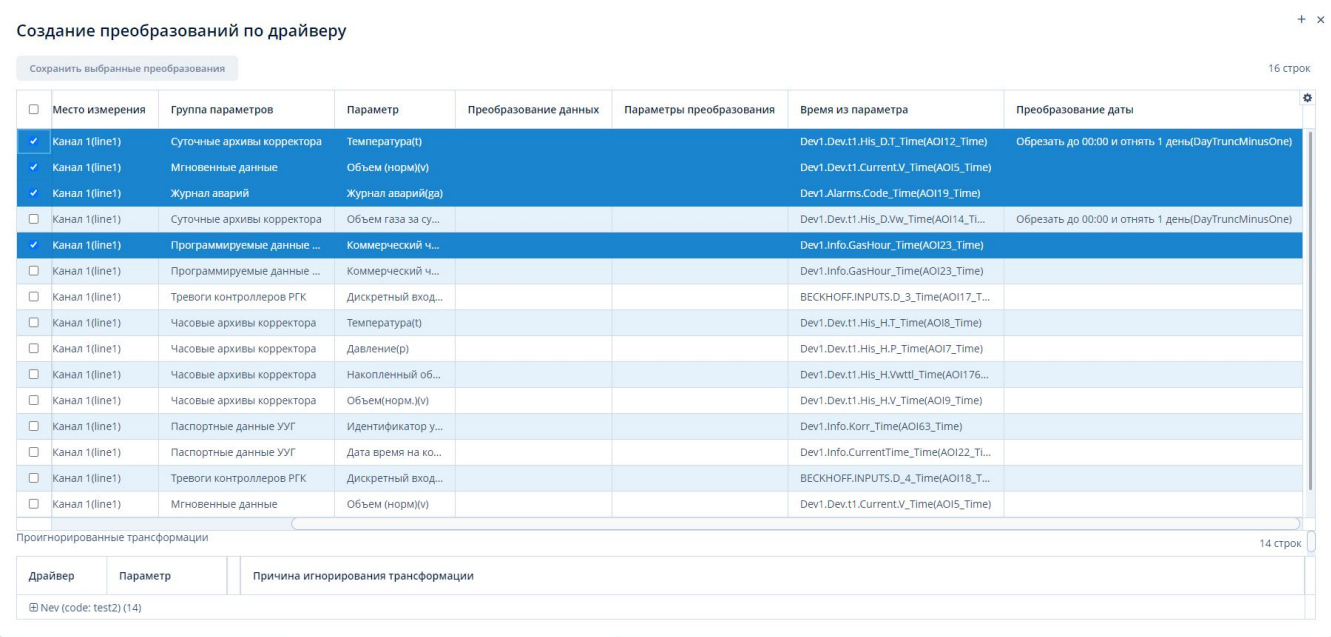 Создание преобразований по драйверу
+ ×
Сохранить выбранные преобразования
16 строк
Место измерения Группа параметров Параметр Преобразование данных Параметры преобразования Время из параметра Преобразование даты
Канал 1(line1) Суточные архивы корректора Температура(t) Dev1.Dev.t1.His_D.T_Time(AOI12_Time) Обрезать до 00:00 и отнять 1 день(DayTruncMinusOne)
Канал 1(line1) Мгновенные данные Объем (норм)(v) Dev1.Dev.t1.Current.V_Time(AOI5_Time)
Канал 1(line1) Журнал аварий Журнал аварий(ga) Dev1.Alarms.Code_Time(AOI19_Time)
Канал 1(line1) Суточные архивы корректора Объем газа за су... Dev1.Dev.t1.His_D.Vw_Time(AOI14_Ti... Обрезать до 00:00 и отнять 1 день(DayTruncMinusOne)
Канал 1(line1) Программируемые данные ... Коммерческий ч... Dev1.Info.GasHour_Time(AOI23_Time)
Канал 1(line1) Программируемые данные ... Коммерческий ч... Dev1.Info.GasHour_Time(AOI23_Time)
Канал 1(line1) Тревоги контроллеров РГК Дискретный вход... BECKHOFF.INPUTS.D_3_Time(AOI17_T...
Канал 1(line1) Часовые архивы корректора Температура(t) Dev1.Dev.t1.His_H.T_Time(AOI8_Time)
Канал 1(line1) Часовые архивы корректора Давление(p) Dev1.Dev.t1.His_H.P_Time(AOI7_Time)
Канал 1(line1) Часовые архивы корректора Накопленный об... Dev1.Dev.t1.His_H.Vwttl_Time(AOI176...
Канал 1(line1) Часовые архивы корректора Объем(норм.)(v) Dev1.Dev.t1.His_H.V_Time(AOI9_Time)
Канал 1(line1) Паспортные данные УУГ Идентификатор у... Dev1.Info.Korr_Time(AOI63_Time)
Канал 1(line1) Паспортные данные УУГ Дата время на ко... Dev1.Info.CurrentTime_Time(AOI22_Ti...
Канал 1(line1) Тревоги контроллеров РГК Дискретный вход... BECKHOFF.INPUTS.D_4_Time(AOI18_T...
Канал 1(line1) Мгновенные данные Объем (норм)(v) Dev1.Dev.t1.Current.V_Time(AOI5_Time)
Проигнорированные трансформации
14 строк
Драйвер Параметр Причина игнорирования трансформации
Nev (code: test2) (14)